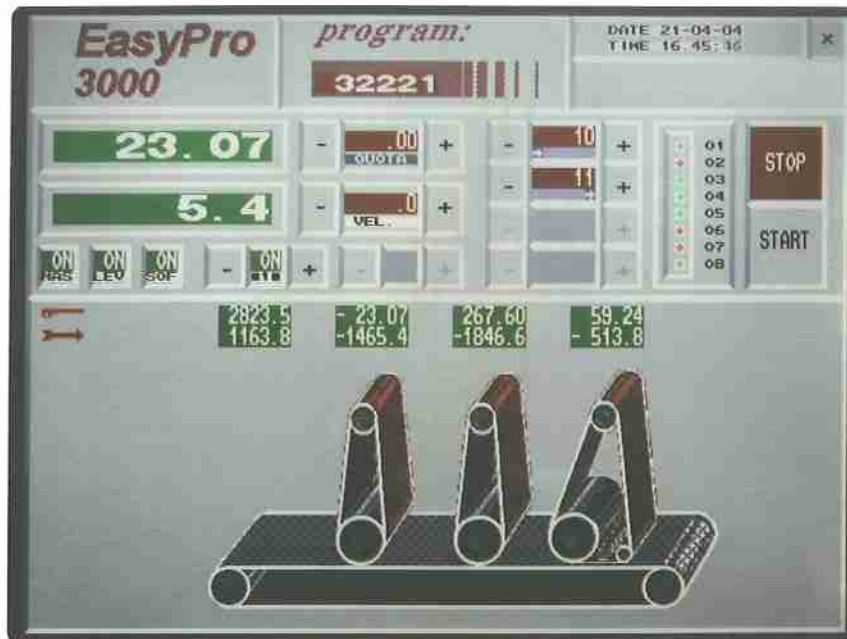 EasyPro
3000
program:
32221
DATE 21-04-04
TIME 16.45:46
×
23.07
- .00 +
QUOTA
- 10 +
- 11 +
5.4
- .0 +
VEL.
01
02
03
04
05
06
07
08
STOP
START
ON ON ON - ON +
NAS LEV SOF
- +
- +
- +
2823.5 - 23.07 267.60 59.24
1163.8 -1465.4 -1846.6 - 513.8